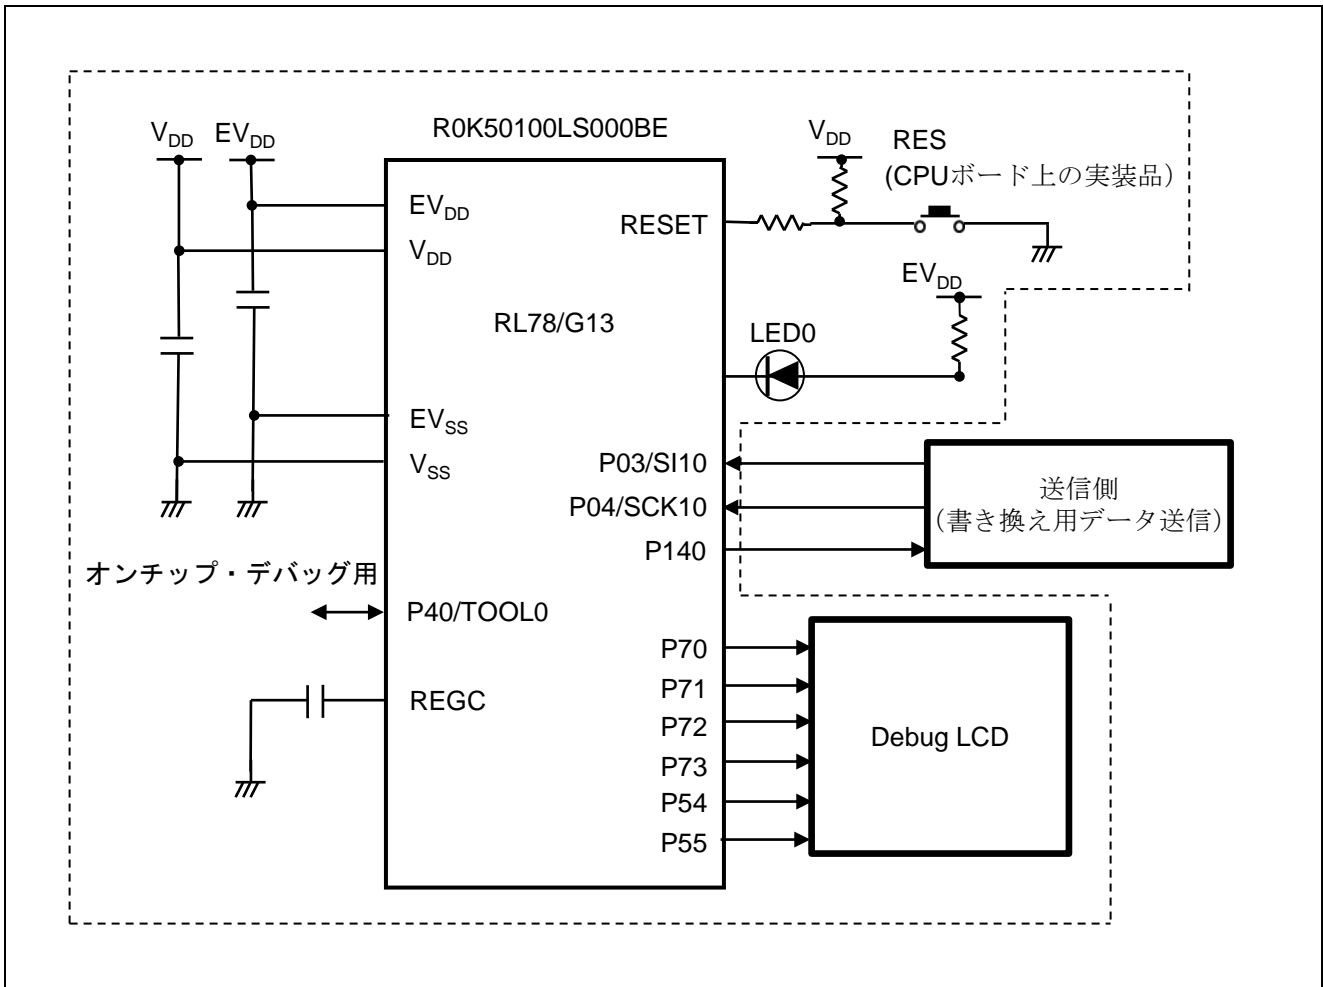 R0K50100LS000BE
VDD
EVDD
VDD
RES
(CPUボード上の実装品）
EVDD
VDD
RESET
EVDD
RL78/G13
LED0
EVSS
VSS
P03/SI10
P04/SCK10
P140
送信側
（書き換え用データ送信）
オンチップ・デバッグ用
P40/TOOL0
REGC
P70
P71
P72
P73
P54
P55
Debug LCD